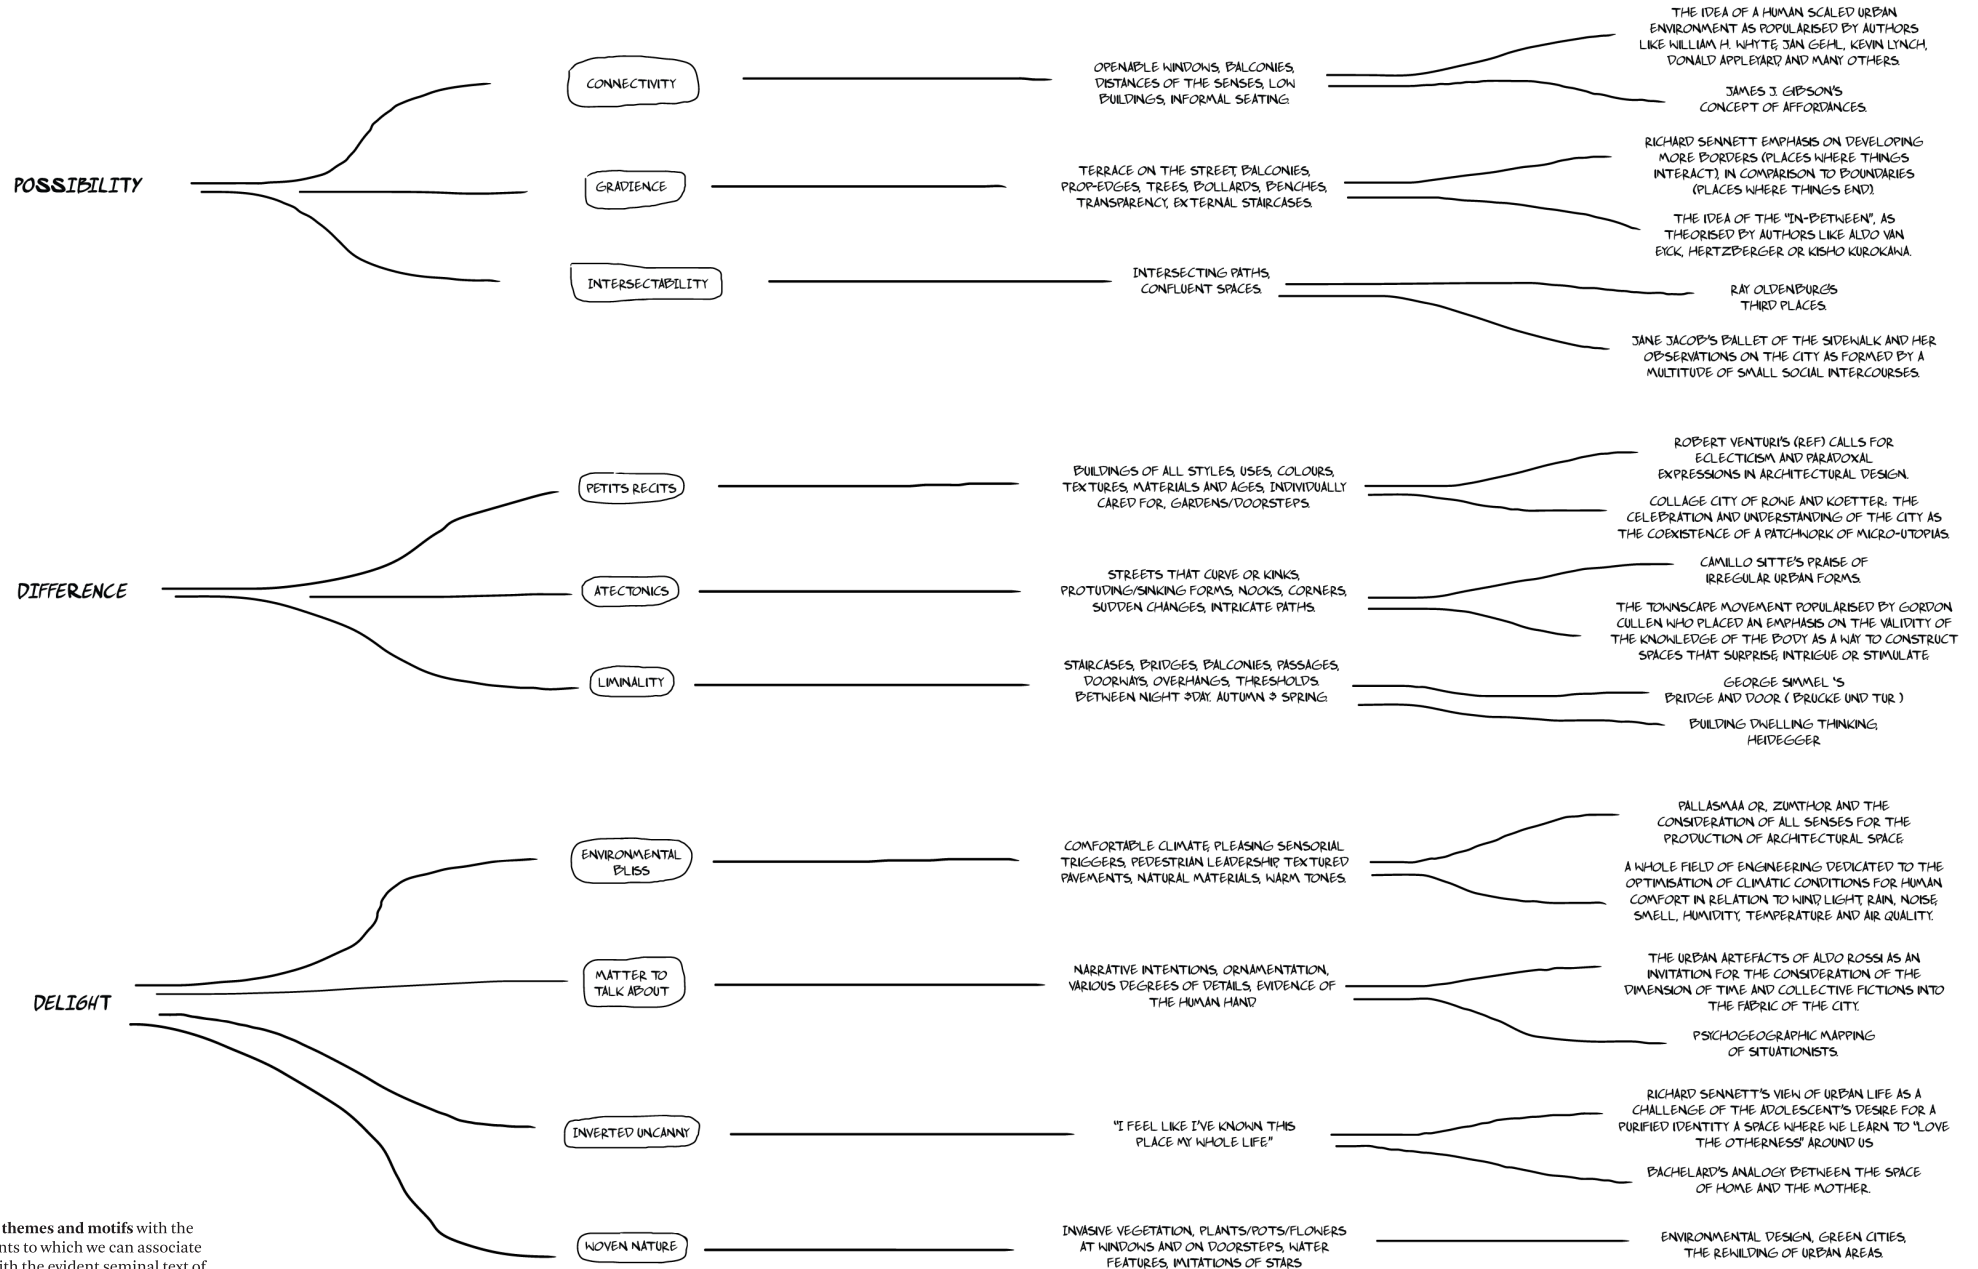 POSSIBILITY
CONNECTIVITY
OPENABLE WINDOWS, BALCONIES,
DISTANCES OF THE SENSES, LOW
BUILDINGS, INFORMAL SEATING.
THE IDEA OF A HUMAN SCALED URBAN
ENVIRONMENT AS POPULARISED BY AUTHORS
LIKE WILLIAM H. WHYTE, JAN GEHL, KEVIN LYNCH,
DONALD APPLEYARD, AND MANY OTHERS.
JAMES J. GIBSON'S
CONCEPT OF AFFORDANCES.
GRADIENCE
TERRACE ON THE STREET, BALCONIES,
PROP-EDGES, TREES, BOLLARDS, BENCHES,
TRANSPARENCY, EXTERNAL STAIRCASES.
RICHARD SENNETT EMPHASIS ON DEVELOPING
MORE BORDERS (PLACES WHERE THINGS
INTERACT), IN COMPARISON TO BOUNDARIES
(PLACES WHERE THINGS END).
THE IDEA OF THE "IN-BETWEEN", AS
THEORISED BY AUTHORS LIKE ALDO VAN
EYCK, HERTZBERGER OR KISHO KUROKAWA.
INTERSECTABILITY
INTERSECTING PATHS,
CONFLUENT SPACES.
RAY OLDENBURG'S
THIRD PLACES.
JANE JACOB'S BALLET OF THE SIDEWALK AND HER
OBSERVATIONS ON THE CITY AS FORMED BY A
MULTITUDE OF SMALL SOCIAL INTERCOURSES.
DIFFERENCE
PETITS RECITS
BUILDINGS OF ALL STYLES, USES, COLOURS,
TEXTURES, MATERIALS AND AGES, INDIVIDUALLY
CARED FOR, GARDENS/DOORSTEPS.
ROBERT VENTURI'S (REF) CALLS FOR
ECLECTICISM AND PARADOXAL
EXPRESSIONS IN ARCHITECTURAL DESIGN.
COLLAGE CITY OF ROWE AND KOETTER: THE
CELEBRATION AND UNDERSTANDING OF THE CITY AS
THE COEXISTENCE OF A PATCHWORK OF MICRO-UTOPIAS.
ATECTONICS
STREETS THAT CURVE OR KINKS,
PROTUDING/SINKING FORMS, NOOKS, CORNERS,
SUDDEN CHANGES, INTRICATE PATHS.
CAMILLO SITTE'S PRAISE OF
IRREGULAR URBAN FORMS.
THE TOWNSCAPE MOVEMENT POPULARISED BY GORDON
CULLEN WHO PLACED AN EMPHASIS ON THE VALIDITY OF
THE KNOWLEDGE OF THE BODY AS A WAY TO CONSTRUCT
SPACES THAT SURPRISE, INTRIGUE OR STIMULATE.
LIMINALITY
STAIRCASES, BRIDGES, BALCONIES, PASSAGES,
DOORWAYS, OVERHANGS, THRESHOLDS.
BETWEEN NIGHT &DAY. AUTUMN & SPRING.
GEORGE SIMMEL 'S
BRIDGE AND DOOR ( BRUCKE UND TUR )
BUILDING DWELLING THINKING,
HEIDEGGER
DELIGHT
ENVIRONMENTAL
BLISS
COMFORTABLE CLIMATE, PLEASING SENSORIAL
TRIGGERS, PEDESTRIAN LEADERSHIP, TEXTURED
PAVEMENTS, NATURAL MATERIALS, WARM TONES.
PALLASMAA OR, ZUMTHOR AND THE
CONSIDERATION OF ALL SENSES FOR THE
PRODUCTION OF ARCHITECTURAL SPACE.
A WHOLE FIELD OF ENGINEERING DEDICATED TO THE
OPTIMISATION OF CLIMATIC CONDITIONS FOR HUMAN
COMFORT IN RELATION TO WIND, LIGHT, RAIN, NOISE,
SMELL, HUMIDITY, TEMPERATURE AND AIR QUALITY.
MATTER TO
TALK ABOUT
NARRATIVE INTENTIONS, ORNAMENTATION,
VARIOUS DEGREES OF DETAILS, EVIDENCE OF
THE HUMAN HAND.
THE URBAN ARTEFACTS OF ALDO ROSSI AS AN
INVITATION FOR THE CONSIDERATION OF THE
DIMENSION OF TIME AND COLLECTIVE FICTIONS INTO
THE FABRIC OF THE CITY.
PSYCHOGEOGRAPHIC MAPPING
OF SITUATIONISTS.
INVERTED UNCANNY
"I FEEL LIKE I'VE KNOWN THIS
PLACE MY WHOLE LIFE"
RICHARD SENNETT'S VIEW OF URBAN LIFE AS A
CHALLENGE OF THE ADOLESCENT'S DESIRE FOR A
PURIFIED IDENTITY A SPACE WHERE WE LEARN TO "LOVE
THE OTHERNESS" AROUND US
BACHELARD'S ANALOGY BETWEEN THE SPACE
OF HOME AND THE MOTHER.
WOVEN NATURE
INVASIVE VEGETATION, PLANTS/POTS/FLOWERS
AT WINDOWS AND ON DOORSTEPS, WATER
FEATURES, IMITATIONS OF STARS
ENVIRONMENTAL DESIGN, GREEN CITIES,
THE REWILDING OF URBAN AREAS.
themes and motifs with the
to which we can associate
the evident seminal text of